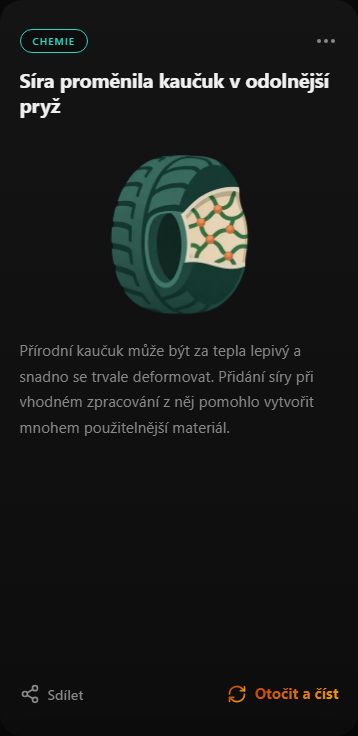 CHEMIE
Síra proměnila kaučuk v odolnější
pryž
Přírodní kaučuk může být za tepla lepivý a
snadno se trvale deformovat. Přidání síry při
vhodném zpracování z něj pomohlo vytvořit
mnohem použitelnější materiál.
Sdílet
Otočit a číst